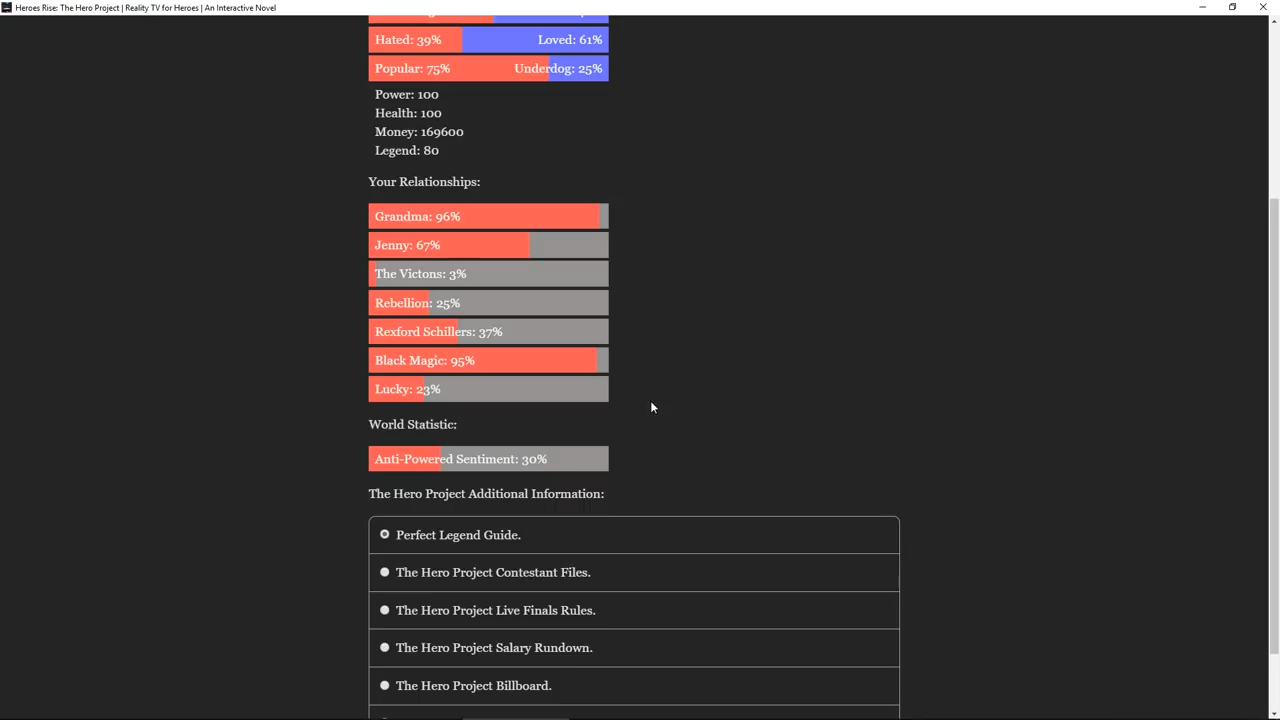 Heroes Rise: The Hero Project | Reality TV for Heroes | An Interactive Novel
Hated: 39% Loved: 61%
Popular: 75% Underdog: 25%
Power: 100
Health: 100
Money: 169600
Legend: 80
Your Relationships:
Grandma: 96%
Jenny: 67%
The Victons: 3%
Rebellion: 25%
Rexford Schillers: 37%
Black Magic: 95%
Lucky: 23%
World Statistic:
Anti-Powered Sentiment: 30%
The Hero Project Additional Information:
Perfect Legend Guide.
The Hero Project Contestant Files.
The Hero Project Live Finals Rules.
The Hero Project Salary Rundown.
The Hero Project Billboard.